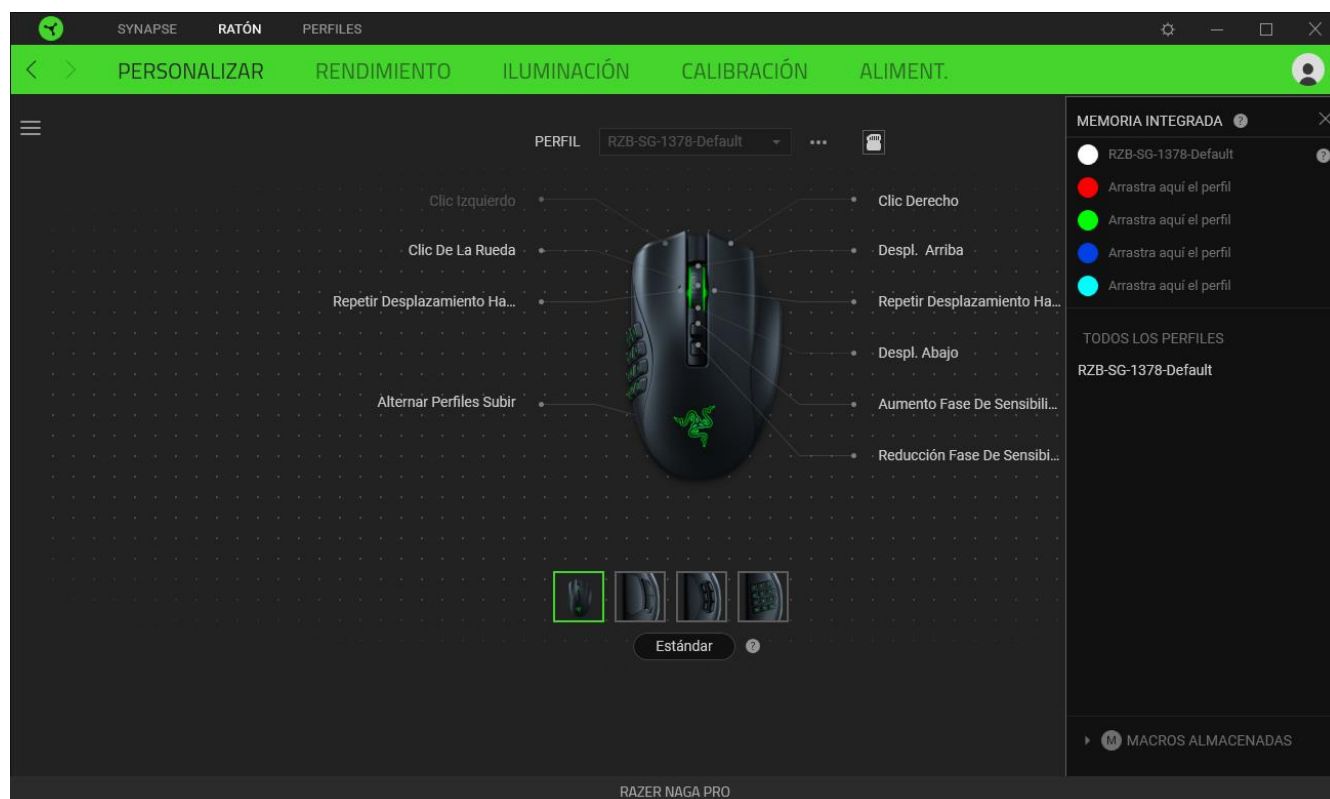 SYNAPSE RATÓN PERFILES
PERSONALIZAR RENDIMIENTO ILUMINACIÓN CALIBRACIÓN ALIMENT.
PERFIL RZB-SG-1378-Default
Clic Izquierdo
Clic De La Rueda
Repetir Desplazamiento Ha...
Alternar Perfiles Subir
Clic Derecho
Despl. Arriba
Repetir Desplazamiento Ha...
Despl. Abajo
Aumento Fase De Sensibili...
Reducción Fase De Sensibi...
Estándar ?
MEMORIA INTEGRADA ?
RZB-SG-1378-Default ?
Arrastra aquí el perfil
Arrastra aquí el perfil
Arrastra aquí el perfil
Arrastra aquí el perfil
TODOS LOS PERFILES
RZB-SG-1378-Default
M MACROS ALMACENADAS
RAZER NAGA PRO